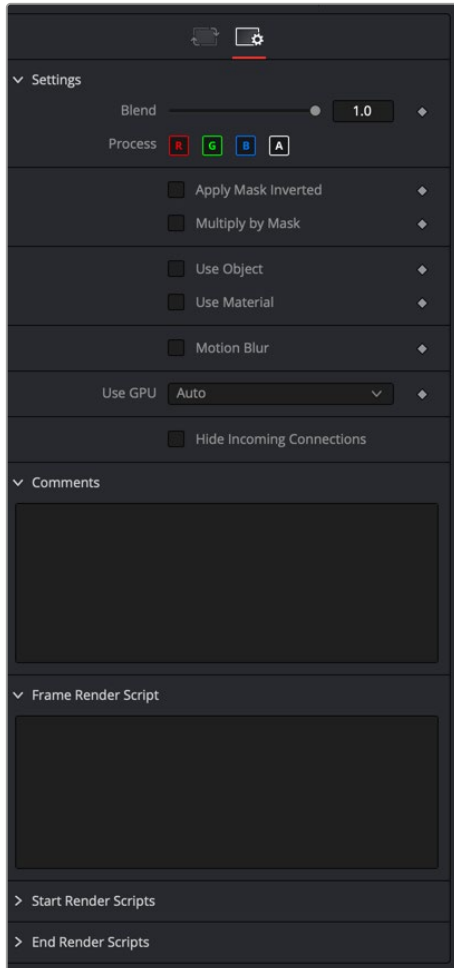 Settings
Blend 1.0
Process R G B A
Apply Mask Inverted
Multiply by Mask
Use Object
Use Material
Motion Blur
Use GPU Auto
Hide Incoming Connections
Comments
Frame Render Script
Start Render Scripts
End Render Scripts